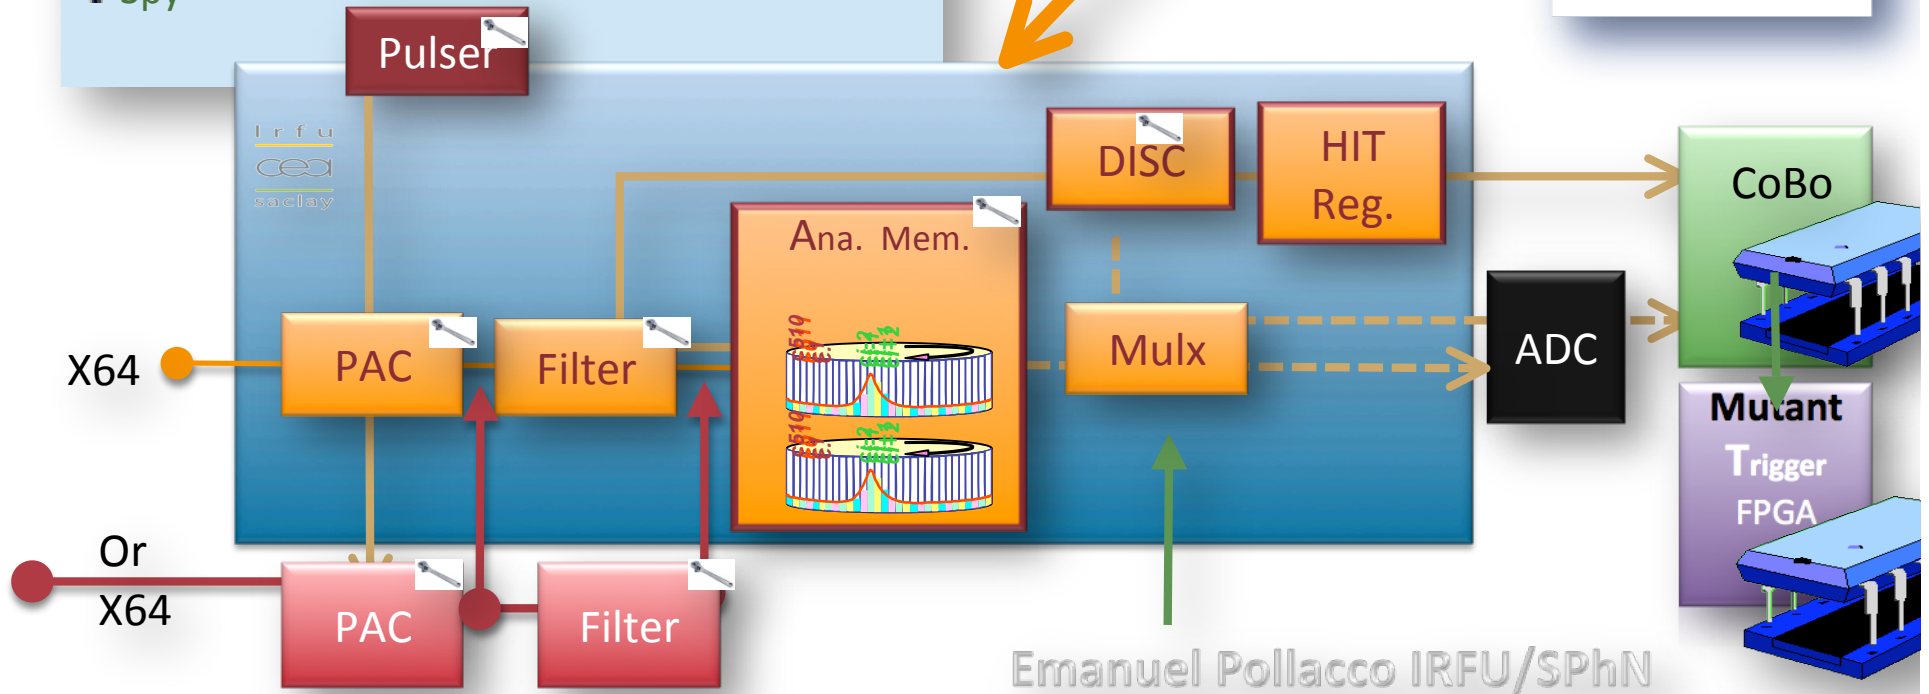 Spy
Pulser
Irfu
cea
saclay
DISC
HIT
Reg.
CoBo
Ana. Mem.
X64
PAC
Filter
Mulx
ADC
Mutant
Trigger
FPGA
Or
X64
PAC
Filter
Emanuel Pollacco IRFU/SPhN